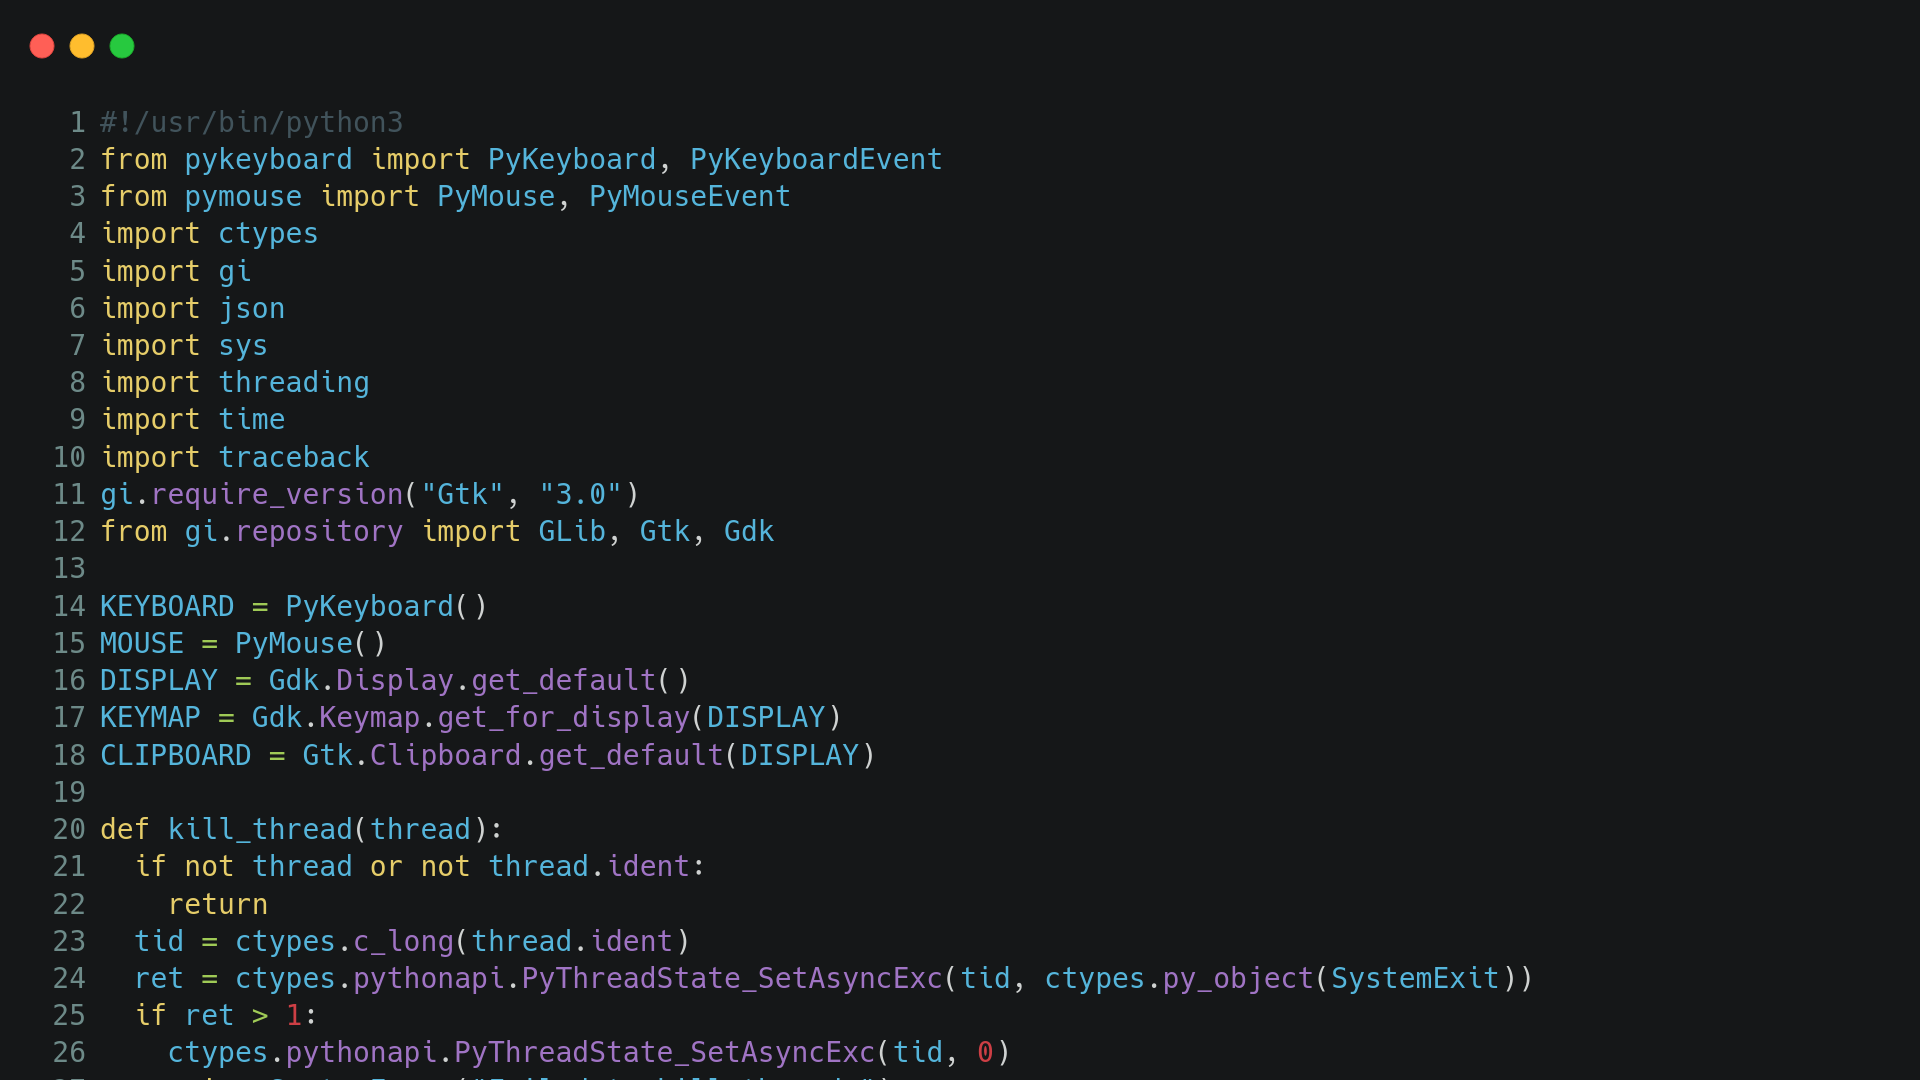 1 #!/usr/bin/python3
2 from pykeyboard import PyKeyboard, PyKeyboardEvent
3 from pymouse import PyMouse, PyMouseEvent
4 import ctypes
5 import gi
6 import json
7 import sys
8 import threading
9 import time
10 import traceback
11 gi.require_version("Gtk", "3.0")
12 from gi.repository import GLib, Gtk, Gdk
13
14 KEYBOARD = PyKeyboard()
15 MOUSE = PyMouse()
16 DISPLAY = Gdk.Display.get_default()
17 KEYMAP = Gdk.Keymap.get_for_display(DISPLAY)
18 CLIPBOARD = Gtk.Clipboard.get_default(DISPLAY)
19
20 def kill_thread(thread):
21   if not thread or not thread.ident:
22     return
23   tid = ctypes.c_long(thread.ident)
24   ret = ctypes.pythonapi.PyThreadState_SetAsyncExc(tid, ctypes.py_object(SystemExit))
25   if ret > 1:
26     ctypes.pythonapi.PyThreadState_SetAsyncExc(tid, 0)